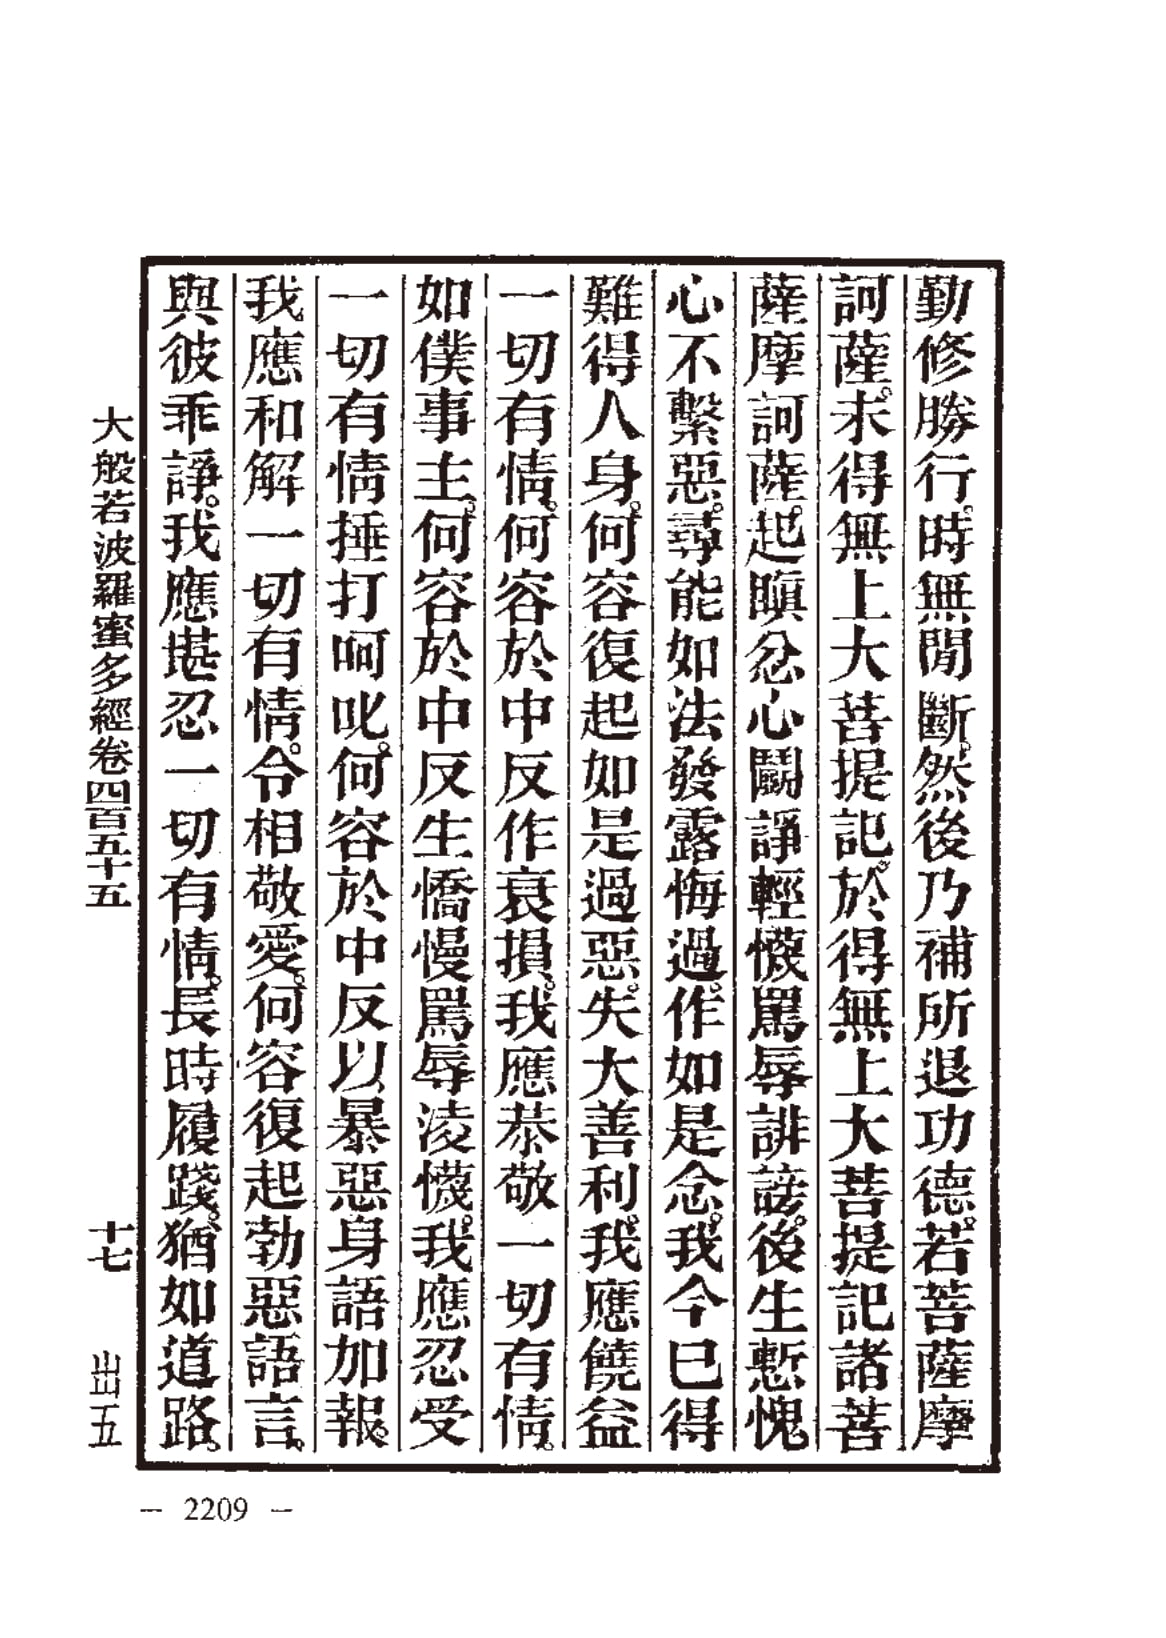 勤修勝行。時無閒斷。然後乃補所退功德。若菩薩摩
訶薩。未得無上大菩提記。於得無上大菩提記諸菩
薩摩訶薩。起瞋忿心鬬諍輕懱罵辱誹謗。後生慙愧
心不繫惡。尋能如法發露悔過。作如是念。我今已得
難得人身。何容復起如是過惡。失大善利。我應饒益
一切有情。何容於中反作衰損。我應恭敬一切有情。
如僕事主。何容於中反生憍慢罵辱淩懱。我應忍受
一切有情捶打呵叱。何容於中反以暴惡身語加報。
我應和解一切有情。令相敬愛。何容復起勃惡語言。
與彼乖諍。我應堪忍一切有情。長時履踐。猶如道路。
大般若波羅蜜多經卷四百五十五 十七 岀五
— 2209 —